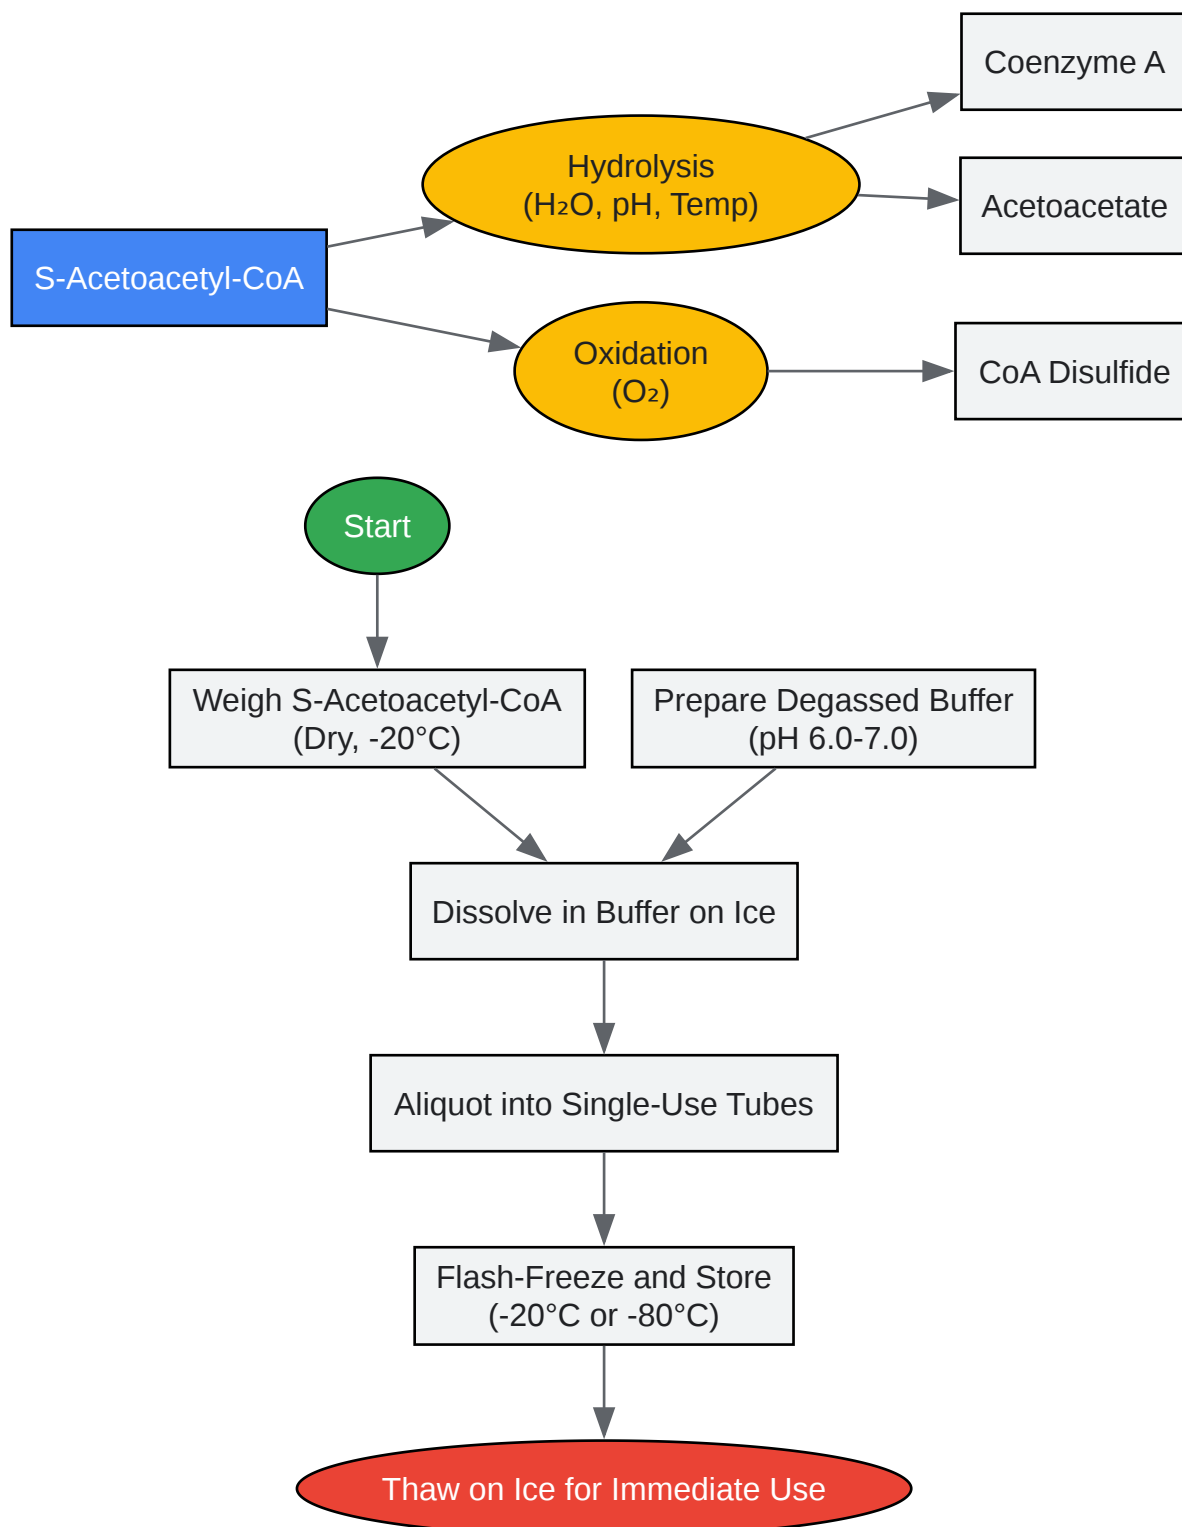 Coenzyme A
Hydrolysis
(H₂O, pH, Temp)
Acetoacetate
S-Acetoacetyl-CoA
Oxidation
(O₂)
CoA Disulfide
Start
Weigh S-Acetoacetyl-CoA
(Dry, -20°C)
Prepare Degassed Buffer
(pH 6.0-7.0)
Dissolve in Buffer on Ice
Aliquot into Single-Use Tubes
Flash-Freeze and Store
(-20°C or -80°C)
Thaw on Ice for Immediate Use